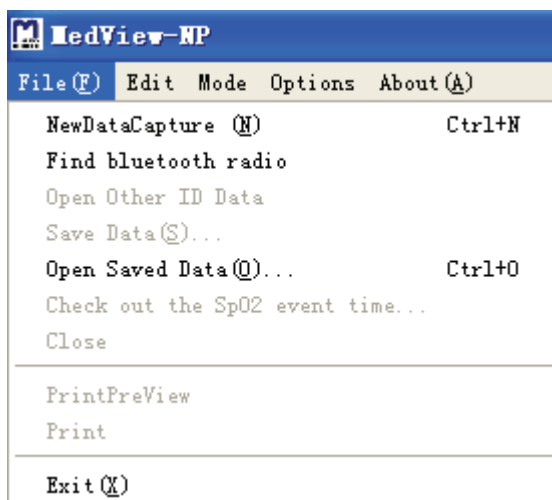 MedView-NP
File(F) Edit Mode Options About(A)
NewDataCapture (N) Ctrl+N
Find bluetooth radio
Open Other ID Data
Save Data(S)...
Open Saved Data(O)... Ctrl+O
Check out the SpO2 event time...
Close
PrintPreView
Print
Exit(X)